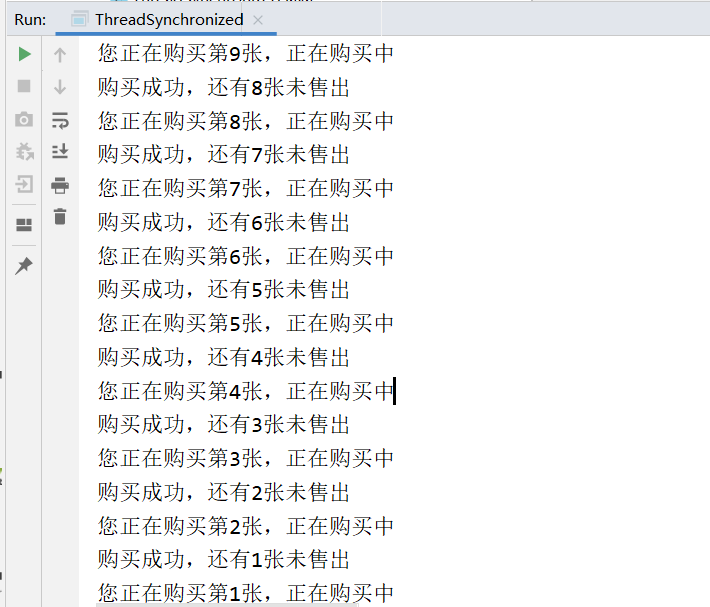 Run: ThreadSynchronized
您正在购买第9张，正在购买中
购买成功，还有8张未售出
您正在购买第8张，正在购买中
购买成功，还有7张未售出
您正在购买第7张，正在购买中
购买成功，还有6张未售出
您正在购买第6张，正在购买中
购买成功，还有5张未售出
您正在购买第5张，正在购买中
购买成功，还有4张未售出
您正在购买第4张，正在购买中
购买成功，还有3张未售出
您正在购买第3张，正在购买中
购买成功，还有2张未售出
您正在购买第2张，正在购买中
购买成功，还有1张未售出
您正在购买第1张，正在购买中